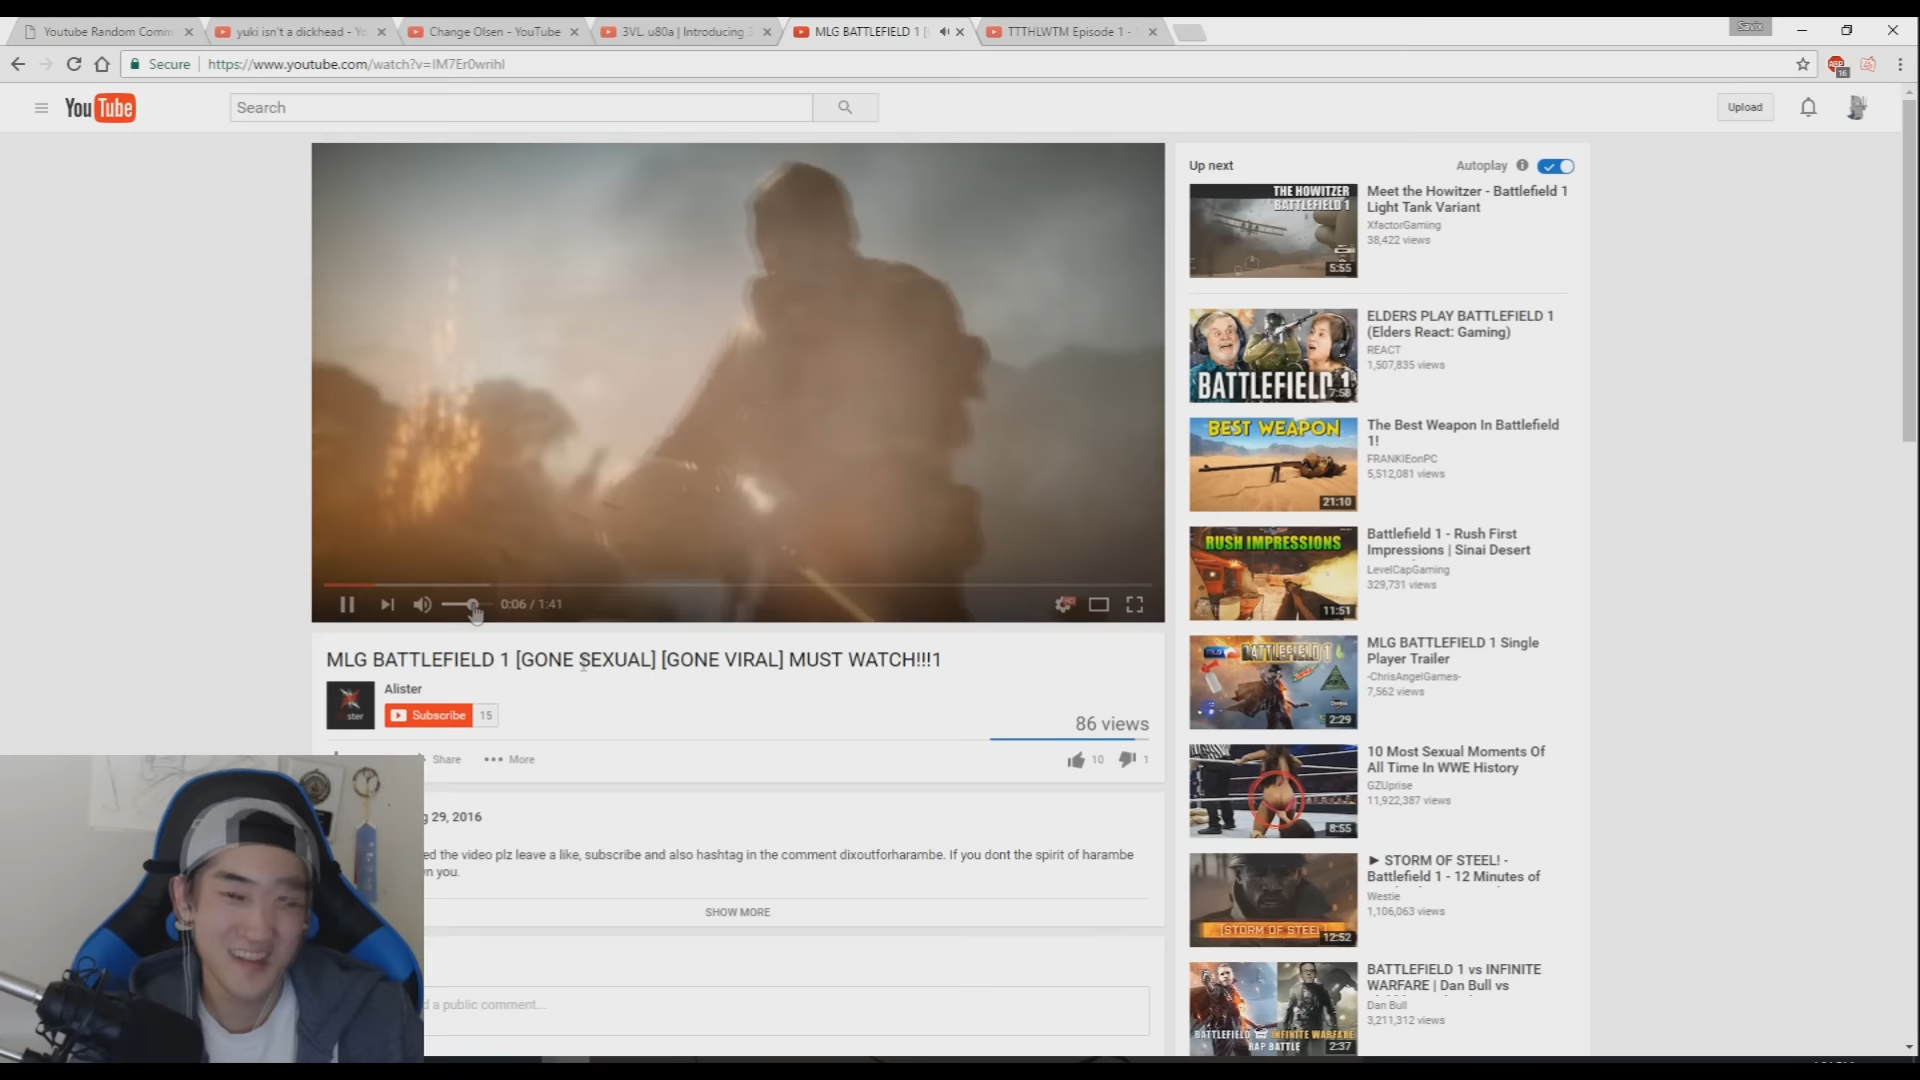 Youtube Random Comm
yuki isn't a dickhead - Yo
Change Olsen - YouTube
3VL. u80a | Introducing
MLG BATTLEFIELD 1 [
TTTHLWTM Episode 1 -
Savix
Secure
https://www.youtube.com/watch?v=IM7Er0wrihI
ABP
16
YouTube
Search
Upload
Up next
Autoplay
THE HOWITZER
BATTLEFIELD 1
5:55
Meet the Howitzer - Battlefield 1
Light Tank Variant
XfactorGaming
38,422 views
BATTLEFIELD 1
7:58
ELDERS PLAY BATTLEFIELD 1
(Elders React: Gaming)
REACT
1,507,835 views
BEST WEAPON
21:10
The Best Weapon In Battlefield
1!
FRANKIEonPC
5,512,081 views
RUSH IMPRESSIONS
11:51
Battlefield 1 - Rush First
Impressions | Sinai Desert
LevelCapGaming
329,731 views
BATTLEFIELD 1
2:29
MLG BATTLEFIELD 1 Single
Player Trailer
-ChrisAngelGames-
7,562 views
8:55
10 Most Sexual Moments Of
All Time In WWE History
GZUprise
11,922,387 views
STORM OF STEEL
12:52
► STORM OF STEEL! -
Battlefield 1 - 12 Minutes of
Westie
1,106,063 views
BATTLEFIELD vs INFINITE WARFARE
RAP BATTLE
2:37
BATTLEFIELD 1 vs INFINITE
WARFARE | Dan Bull vs
Dan Bull
3,211,312 views
0:06 / 1:41
MLG BATTLEFIELD 1 [GONE SEXUAL] [GONE VIRAL] MUST WATCH!!!1
Alister
ster
Subscribe
15
86 views
Share
More
10
1
g 29, 2016
ed the video plz leave a like, subscribe and also hashtag in the comment dixoutforharambe. If you dont the spirit of harambe
n you.
SHOW MORE
d a public comment...